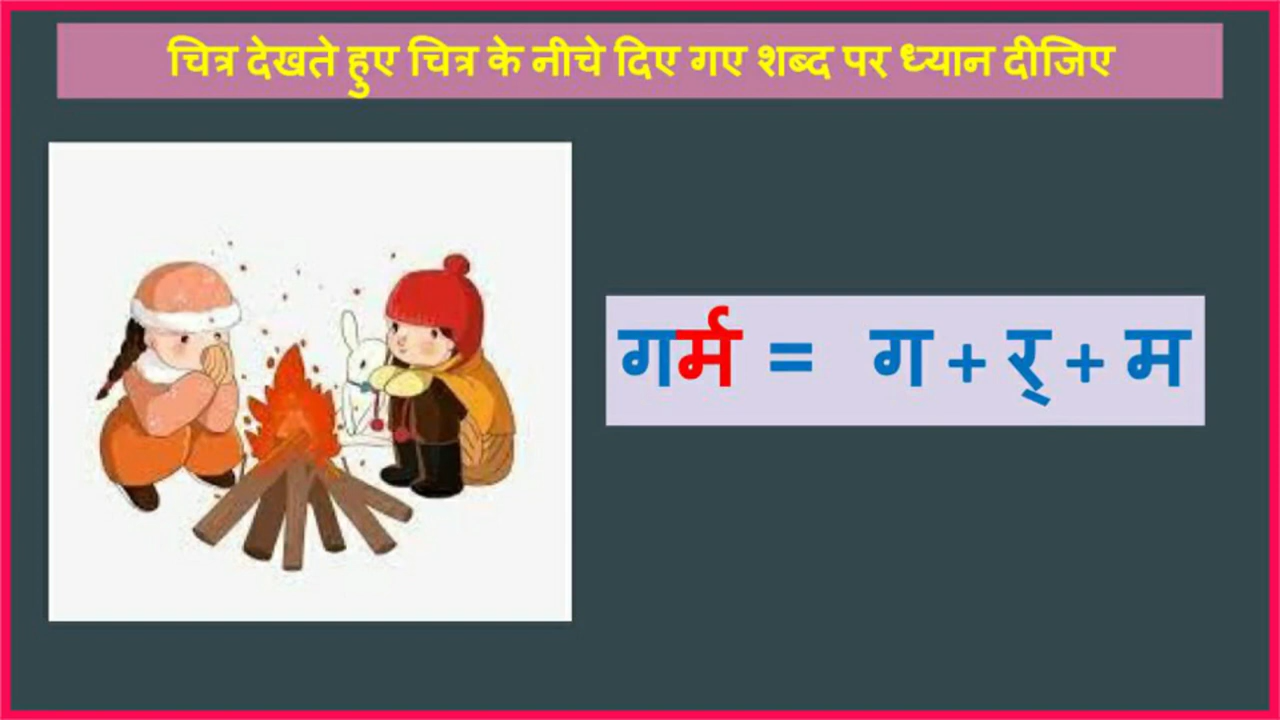 चित्र देखते हुए चित्र के नीचे दिए गए शब्द पर ध्यान दीजिए
गर्म = ग + र् + म